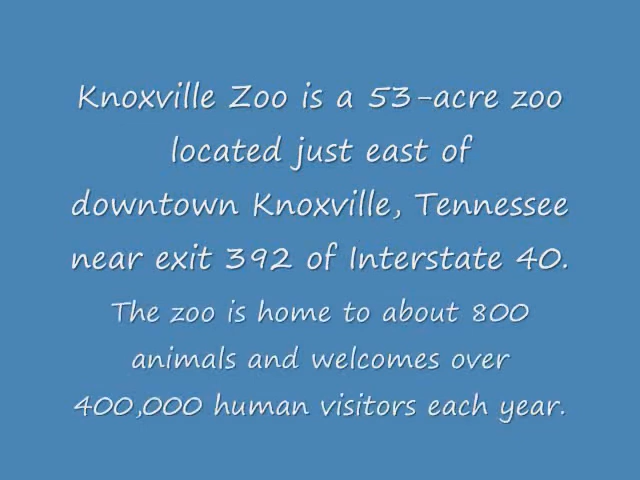 Knoxville Zoo is a 53-acre zoo
located just east of
downtown Knoxville, Tennessee
near exit 392 of Interstate 40.
The zoo is home to about 800
animals and welcomes over
400,000 human visitors each year.